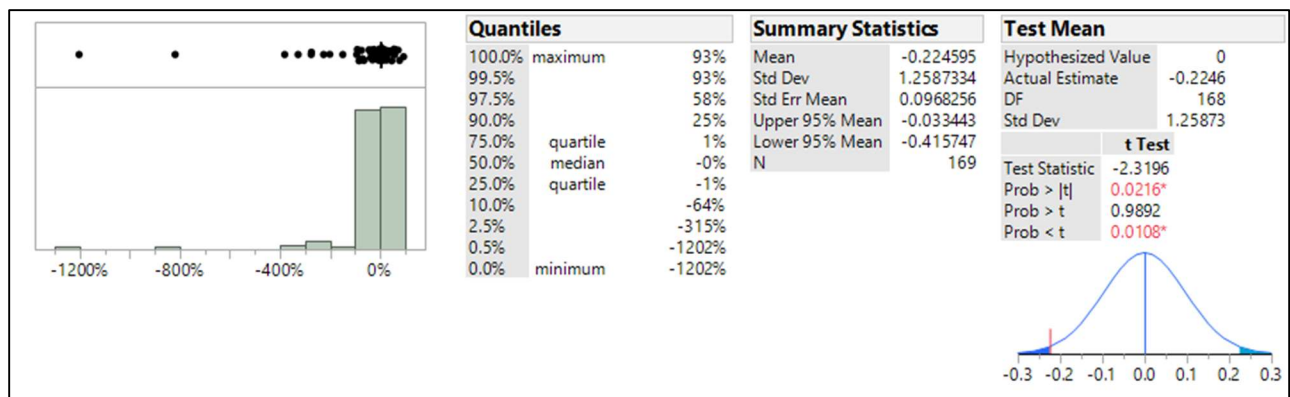 -1200% -800% -400% 0%
Quantiles
100.0% maximum 93%
99.5% 93%
97.5% 58%
90.0% 25%
75.0% quartile 1%
50.0% median -0%
25.0% quartile -1%
10.0% -64%
2.5% -315%
0.5% -1202%
0.0% minimum -1202%
Summary Statistics
Mean -0.224595
Std Dev 1.2587334
Std Err Mean 0.0968256
Upper 95% Mean -0.033443
Lower 95% Mean -0.415747
N 169
Test Mean
Hypothesized Value 0
Actual Estimate -0.2246
DF 168
Std Dev 1.25873
t Test
Test Statistic -2.3196
Prob > |t| 0.0216*
Prob > t 0.9892
Prob < t 0.0108*
-0.3 -0.2 -0.1 0.0 0.1 0.2 0.3